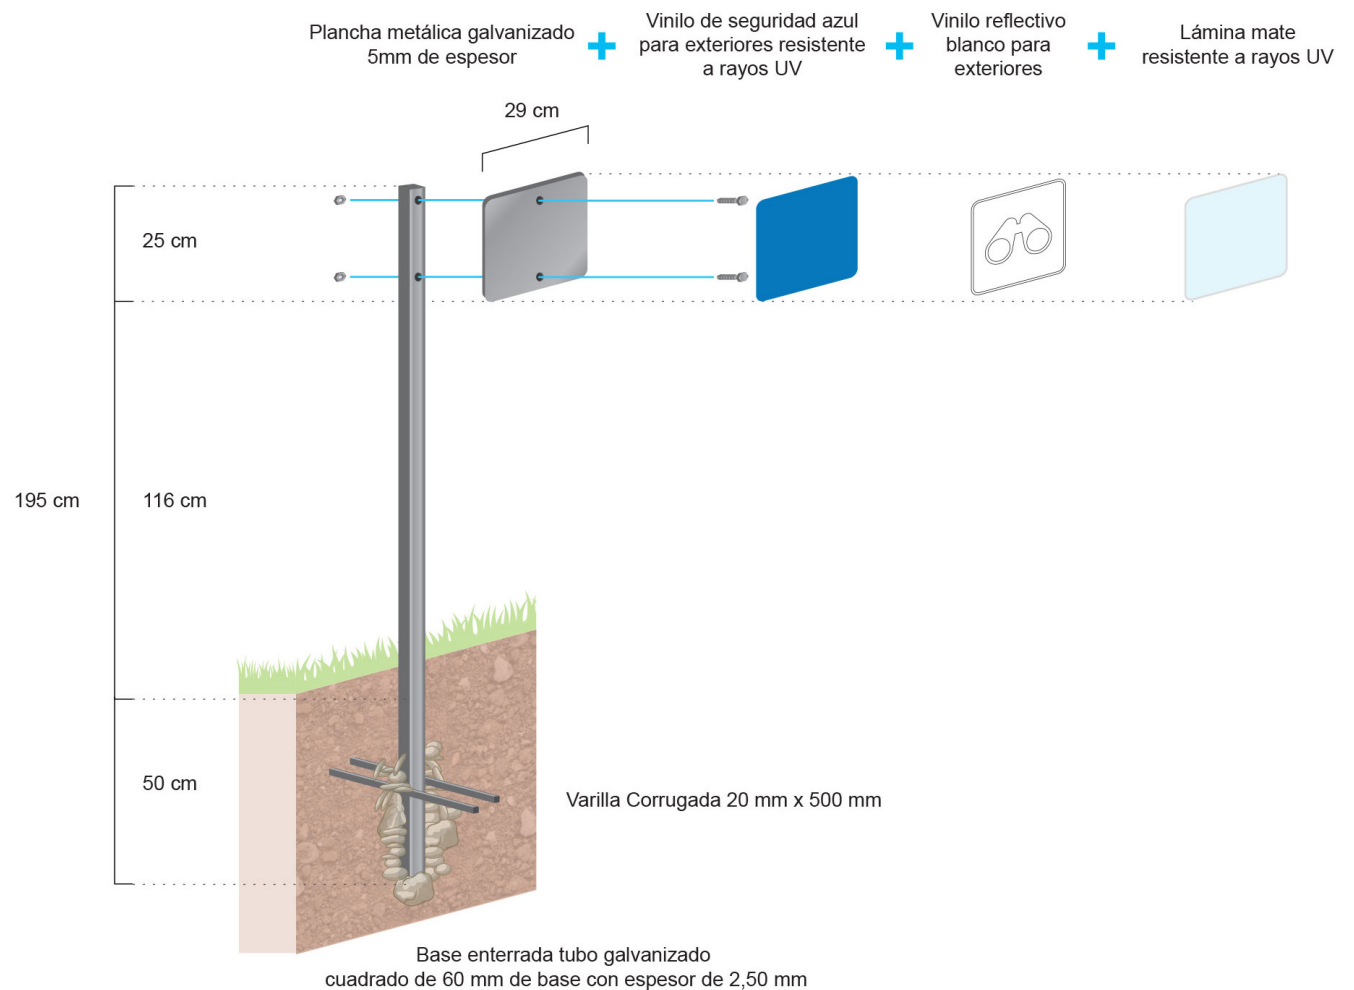 Plancha metálica galvanizado
5mm de espesor
Vinilo de seguridad azul
para exteriores resistente
a rayos UV
Vinilo reflectivo
blanco para
exteriores
Lámina mate
resistente a rayos UV
29 cm
25 cm
195 cm
116 cm
50 cm
Varilla Corrugada 20 mm x 500 mm
Base enterrada tubo galvanizado
cuadrado de 60 mm de base con espesor de 2,50 mm